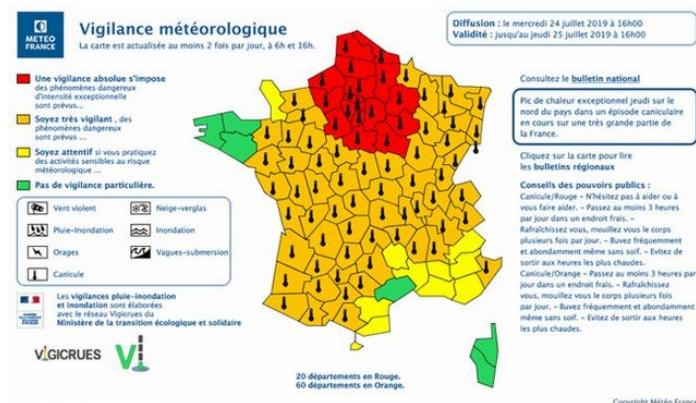 METEO
FRANCE
Vigilance météorologique
La carte est actualisée au moins 2 fois par jour, à 6h et 16h.
Diffusion : le mercredi 24 juillet 2019 à 16h00
Validité : jusqu'au jeudi 25 juillet 2019 à 16h00
Une vigilance absolue s'impose
des phénomènes dangereux
d'intensité exceptionnelle
sont prévus...
Soyez très vigilant , des
phénomènes dangereux
sont prévus ...
Soyez attentif si vous pratiquez
des activités sensibles au risque
météorologique ...
Pas de vigilance particulière.
Vent violent
Neige-verglas
Pluie-Inondation
Inondation
Orages
Vagues-submersion
Canicule
Les vigilances pluie-inondation
et inondation sont élaborées
avec le réseau Vigicrues du
Ministère de la transition écologique et solidaire
VIGICRUES
Consultez le bulletin national
Pic de chaleur exceptionnel jeudi sur le
nord du pays dans un épisode caniculaire
en cours sur une très grande partie de
la France.
Cliquez sur la carte pour lire
les bulletins régionaux
Conseils des pouvoirs publics :
Canicule/Rouge – N'hésitez pas à aider ou à
vous faire aider. – Passez au moins 3 heures
par jour dans un endroit frais. –
Rafraîchissez vous, mouillez vous le corps
plusieurs fois par jour. – Buvez fréquemment
et abondamment même sans soif. – Evitez de
sortir aux heures les plus chaudes.
Canicule/Orange – Passez au moins 3 heures par
jour dans un endroit frais. – Rafraîchissez
vous, mouillez vous le corps plusieurs fois
par jour. – Buvez fréquemment et abondamment
même sans soif. – Evitez de sortir aux heures
les plus chaudes.
20 départements en Rouge.
60 départements en Orange.
Copyright Météo France